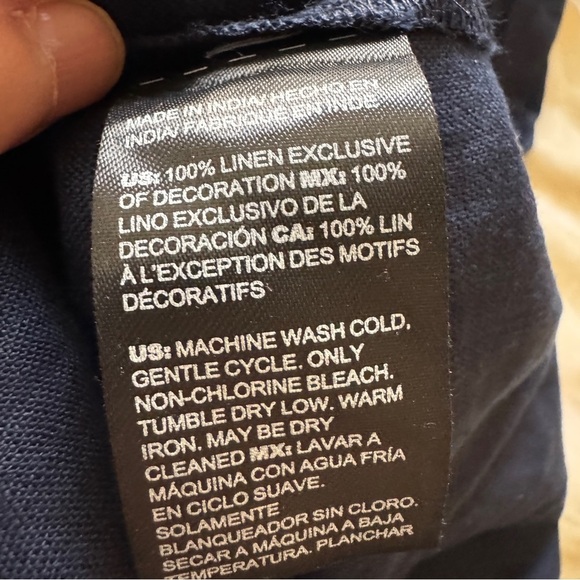 MADE IN INDIA/ HECHO EN
INDIA/ FABRIQUE EN INDE
US: 100% LINEN EXCLUSIVE
OF DECORATION MX: 100%
LINO EXCLUSIVO DE LA
DECORACIÓN CA: 100% LIN
À L'EXCEPTION DES MOTIFS
DÉCORATIFS
US: MACHINE WASH COLD,
GENTLE CYCLE. ONLY
NON-CHLORINE BLEACH.
TUMBLE DRY LOW. WARM
IRON. MAY BE DRY
CLEANED MX: LAVAR A
MÁQUINA CON AGUA FRÍA
EN CICLO SUAVE.
SOLAMENTE
BLANQUEADOR SIN CLORO.
SECAR A MÁQUINA A BAJA
TEMPERATURA. PLANCHAR